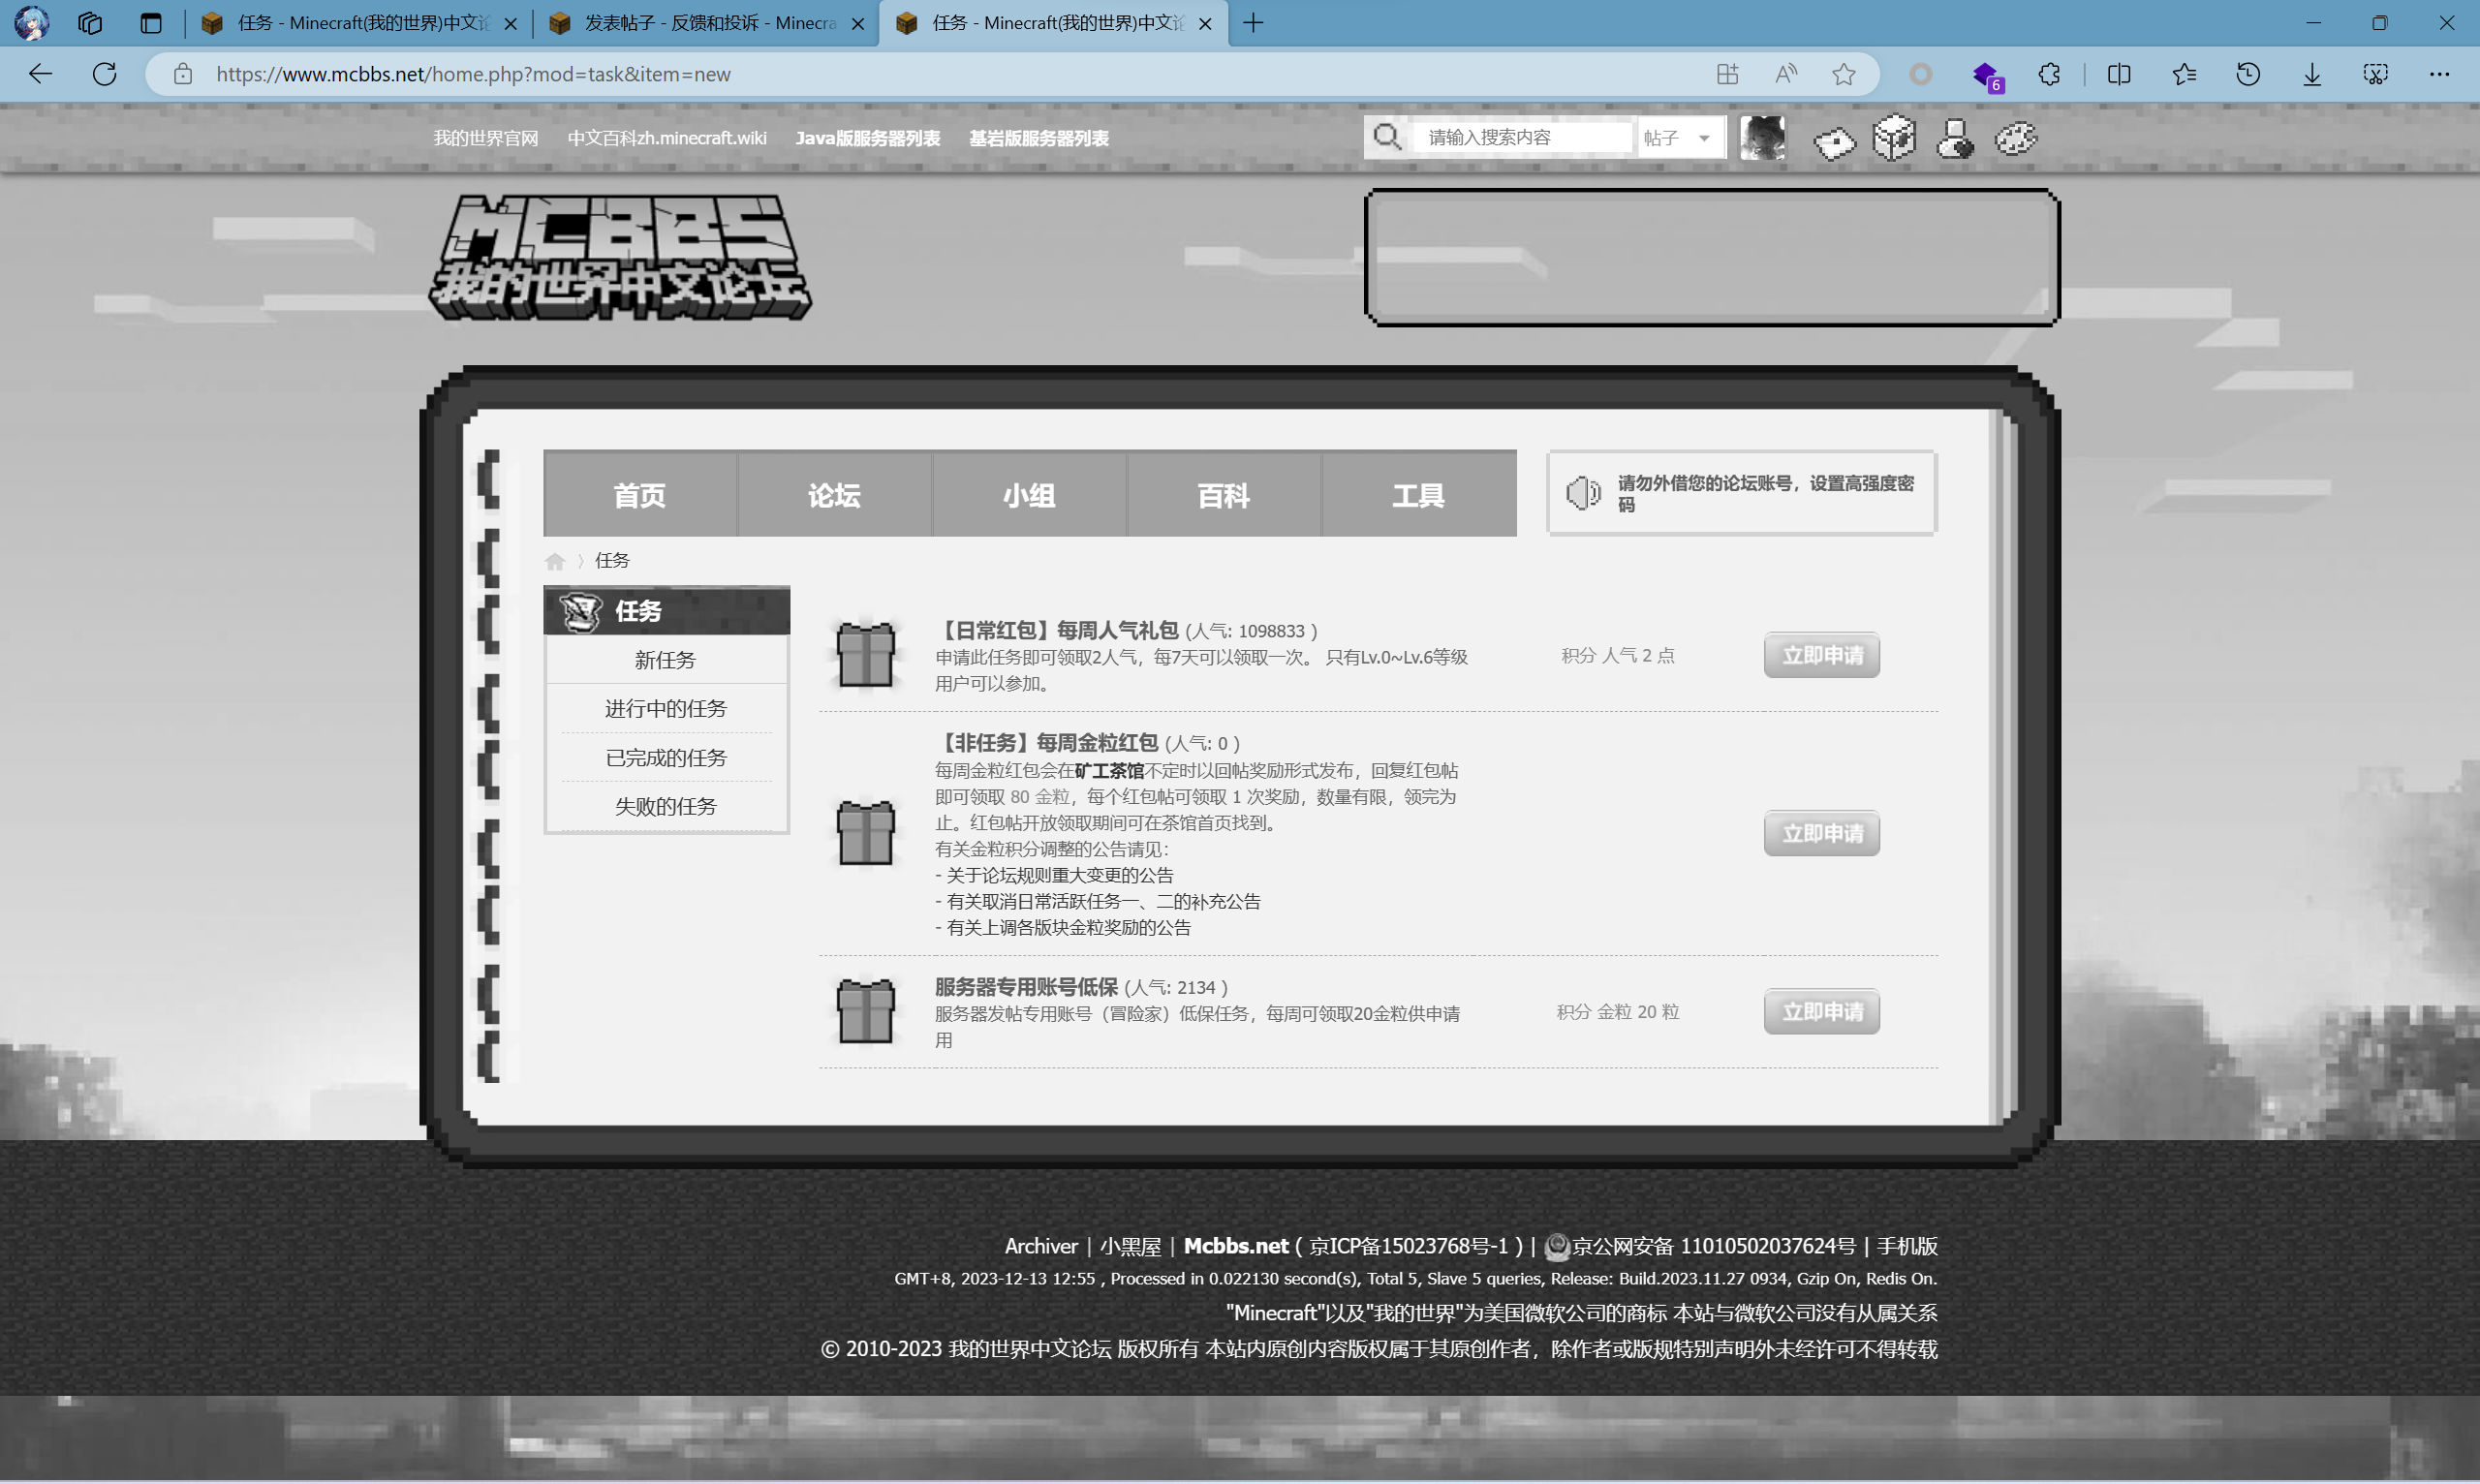 任务 - Minecraft(我的世界)中文论
发表帖子 - 反馈和投诉 - Minecra
任务 - Minecraft(我的世界)中文论
https://www.mcbbs.net/home.php?mod=task&item=new
6
我的世界官网 中文百科zh.minecraft.wiki Java版服务器列表 基岩版服务器列表
请输入搜索内容 帖子
MCBBS
我的世界中文论坛
首页 论坛 小组 百科 工具
请勿外借您的论坛账号，设置高强度密
码
任务
任务
新任务
进行中的任务
已完成的任务
失败的任务
【日常红包】每周人气礼包 (人气: 1098833 )
申请此任务即可领取2人气，每7天可以领取一次。 只有Lv.0~Lv.6等级
用户可以参加。
积分 人气 2 点
立即申请
【非任务】每周金粒红包 (人气: 0 )
每周金粒红包会在矿工茶馆不定时以回帖奖励形式发布，回复红包帖
即可领取 80 金粒，每个红包帖可领取 1 次奖励，数量有限，领完为
止。红包帖开放领取期间可在茶馆首页找到。
有关金粒积分调整的公告请见：
- 关于论坛规则重大变更的公告
- 有关取消日常活跃任务一、二的补充公告
- 有关上调各版块金粒奖励的公告
立即申请
服务器专用账号低保 (人气: 2134 )
服务器发帖专用账号（冒险家）低保任务，每周可领取20金粒供申请
用
积分 金粒 20 粒
立即申请
Archiver | 小黑屋 | Mcbbs.net ( 京ICP备15023768号-1 ) | 京公网安备 11010502037624号 | 手机版
GMT+8, 2023-12-13 12:55 , Processed in 0.022130 second(s), Total 5, Slave 5 queries, Release: Build.2023.11.27 0934, Gzip On, Redis On.
"Minecraft"以及"我的世界"为美国微软公司的商标 本站与微软公司没有从属关系
© 2010-2023 我的世界中文论坛 版权所有 本站内原创内容版权属于其原创作者，除作者或版规特别声明外未经许可不得转载